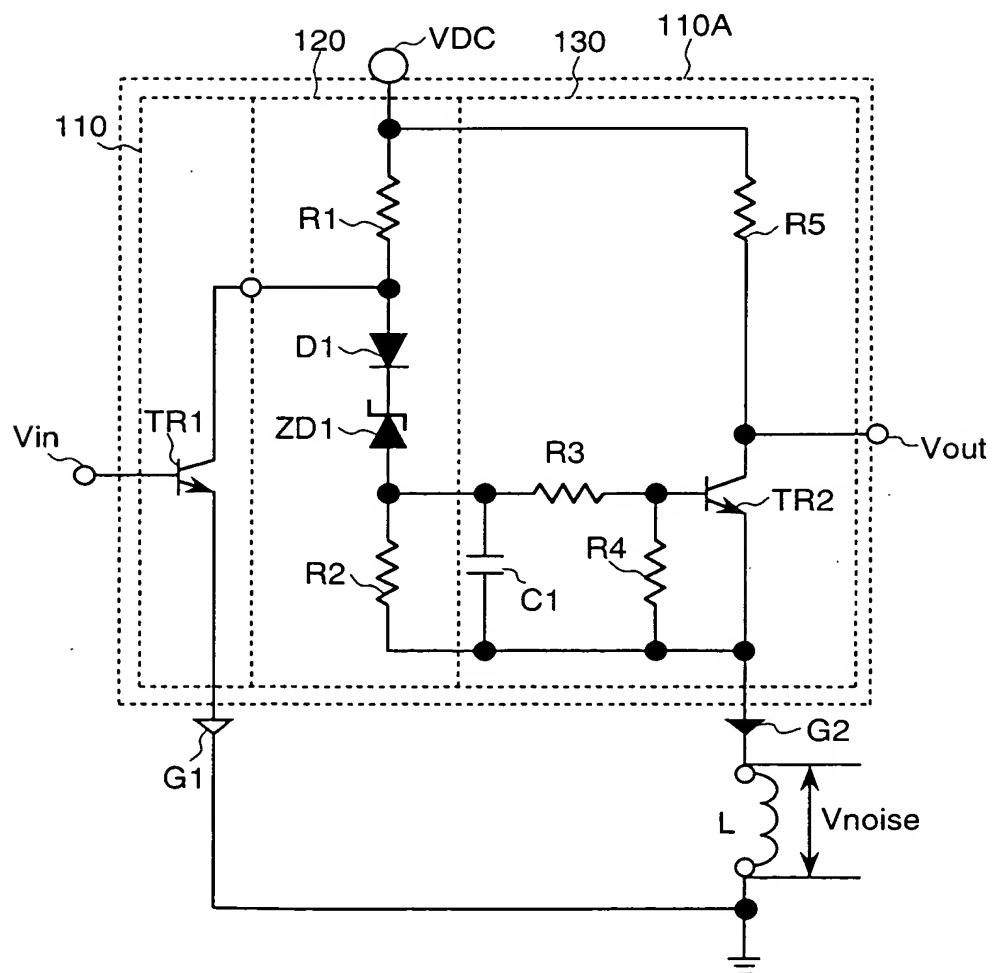 110A
VDC
120
130
110
R1
R5
D1
ZD1
TR1
Vin
R3
Vout
TR2
R4
R2
C1
G2
G1
L
Vnoise